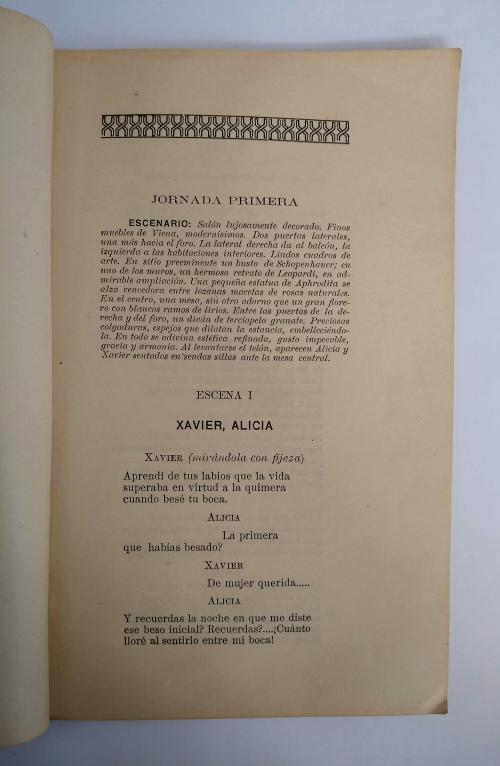 JORNADA PRIMERA
ESCENARIO: Salón lujosamente decorado. Finos
muebles de Viena, modernísimos. Dos puertas laterales,
una más hacia el foro. La lateral derecha da al balcón, la
izquierda a las habitaciones interiores. Lindos cuadros de
arte. En sitio preeminente un busto de Schopenhauer; en
uno de los muros, un hermoso retrato de Leopardi, en ad-
mirable ampliación. Una pequeña estatua de Aphrodita se
alza vencedora entre lozanas macetas de rosas naturales.
En el centro, una mesa, sin otro adorno que un gran flore-
ro con blancos ramos de lirios. Entre las puertas de la de-
recha y del foro, un diván de terciopelo granate. Preciosas
colgaduras, espejos que dilatan la estancia, embelleciéndo-
la. En todo se adivina estética refinada, gusto impecable,
gracia y armonía. Al levantarse el telón, aparecen Alicia y
Xavier sentados en sendas sillas ante la mesa central.
ESCENA I
XAVIER, ALICIA
XAVIER (mirándola con fijeza)
Aprendí de tus labios que la vida
superaba en virtud a la quimera
cuando besé tu boca.
ALICIA
La primera
que habías besado?
XAVIER
De mujer querida.....
ALICIA
Y recuerdas la noche en que me diste
ese beso inicial? Recuerdas?....¡Cuánto
lloré al sentirlo entre mi boca!